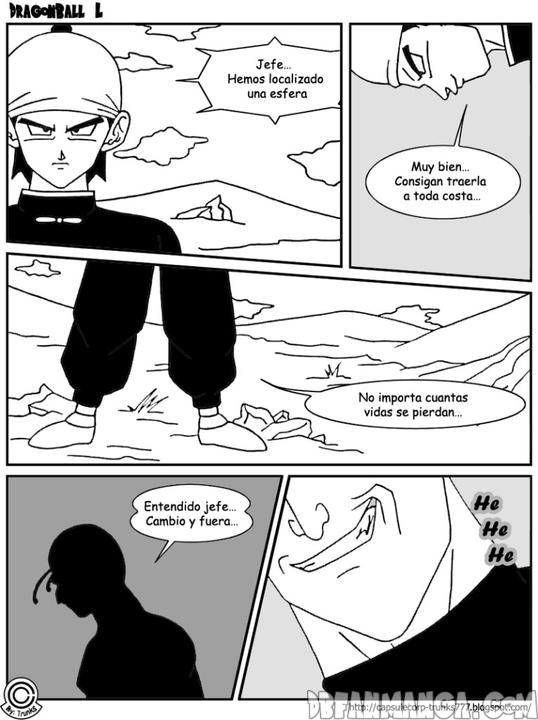 DRAGONBALL L
Jefe...
Hemos localizado
una esfera
Muy bien...
Consigan traerla
a toda costa...
No importa cuantas
vidas se pierdan...
Entendido jefe...
Cambio y fuera...
He
He
He
By: Trunks
http://capsulecorp-trunks777.blogspot.com/
DBFANMANGA.COM